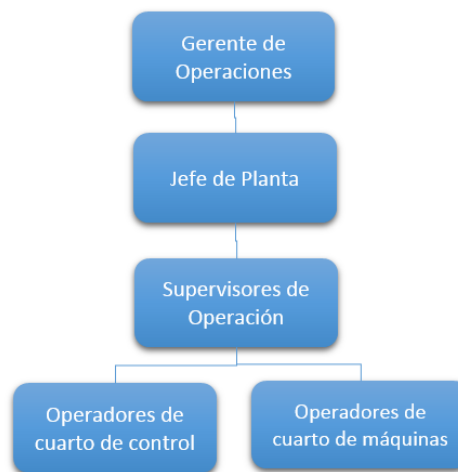 Gerente de
Operaciones
Jefe de Planta
Supervisores de
Operación
Operadores de
cuarto de control
Operadores de
cuarto de máquinas